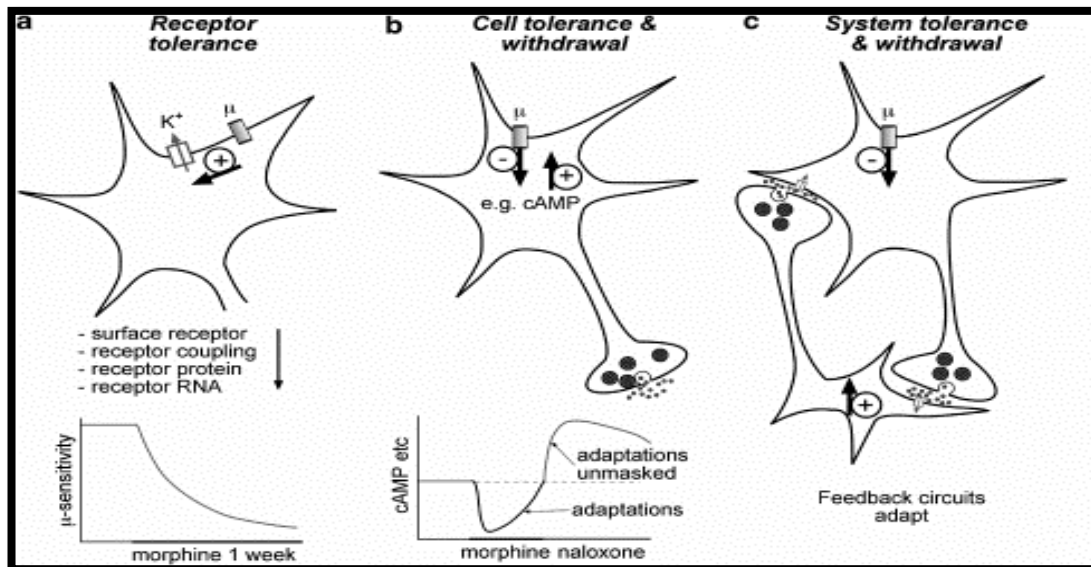 a Receptor tolerance
K+
μ
+
- surface receptor
- receptor coupling
- receptor protein
- receptor RNA
μ-sensitivity
morphine 1 week
b Cell tolerance & withdrawal
μ
-
+
e.g. cAMP
cAMP etc
adaptations unmasked
adaptations
morphine naloxone
c System tolerance & withdrawal
μ
-
+
Feedback circuits adapt